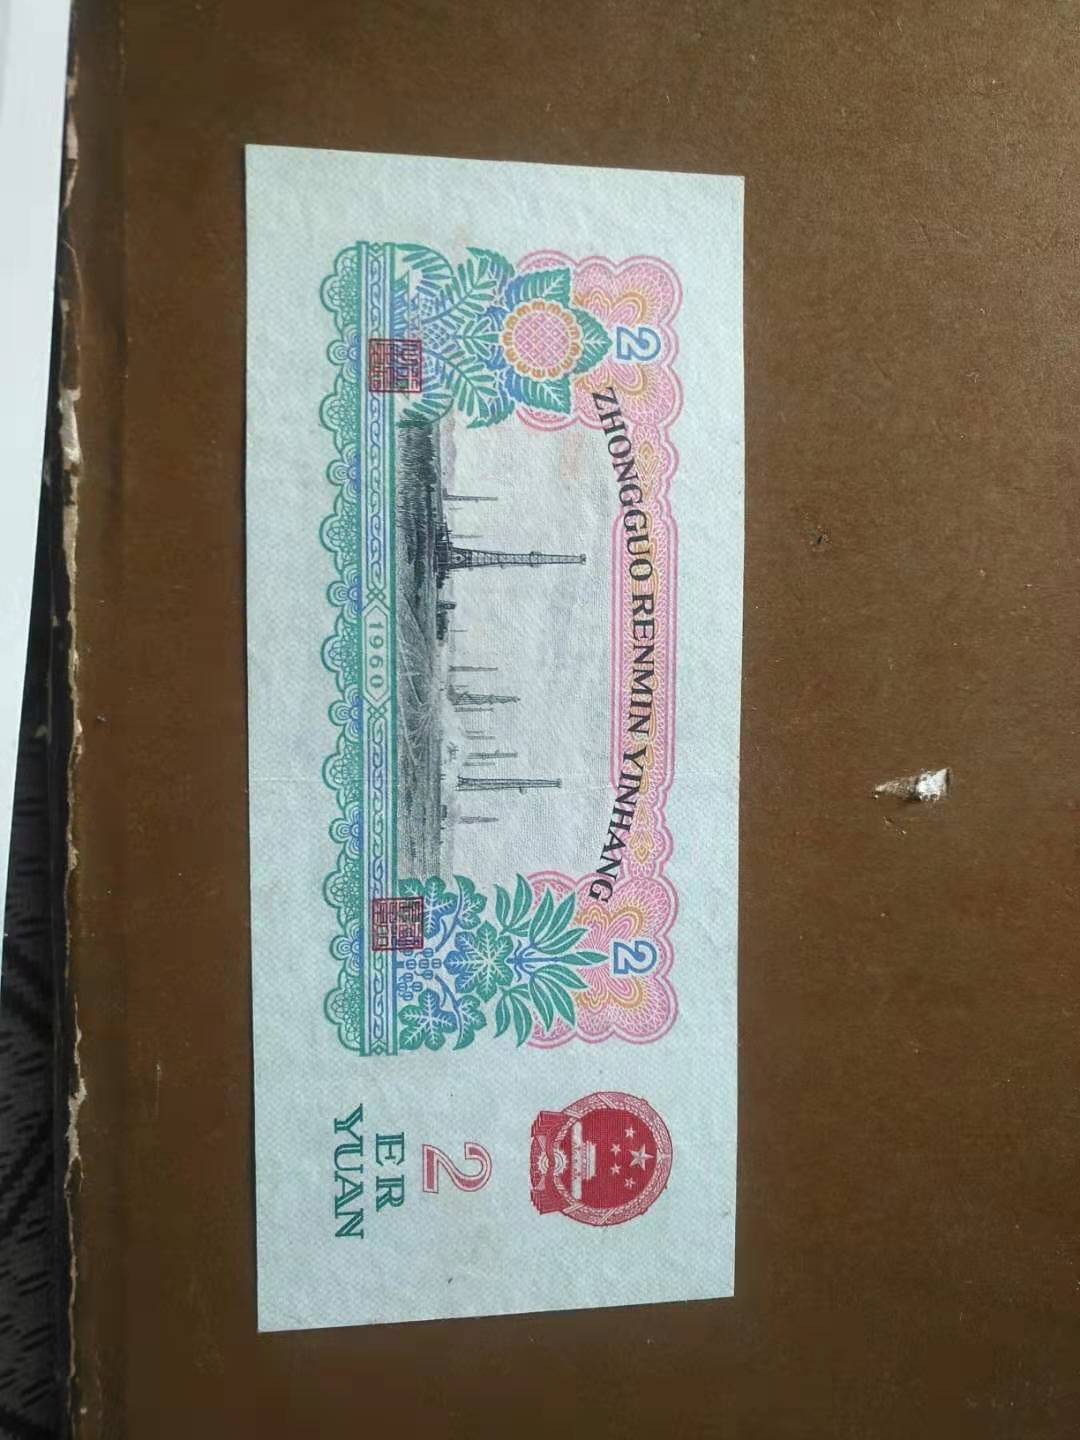 ZHONGGUO RENMIN YINHANG
2
2
1960
2
ER
YUAN